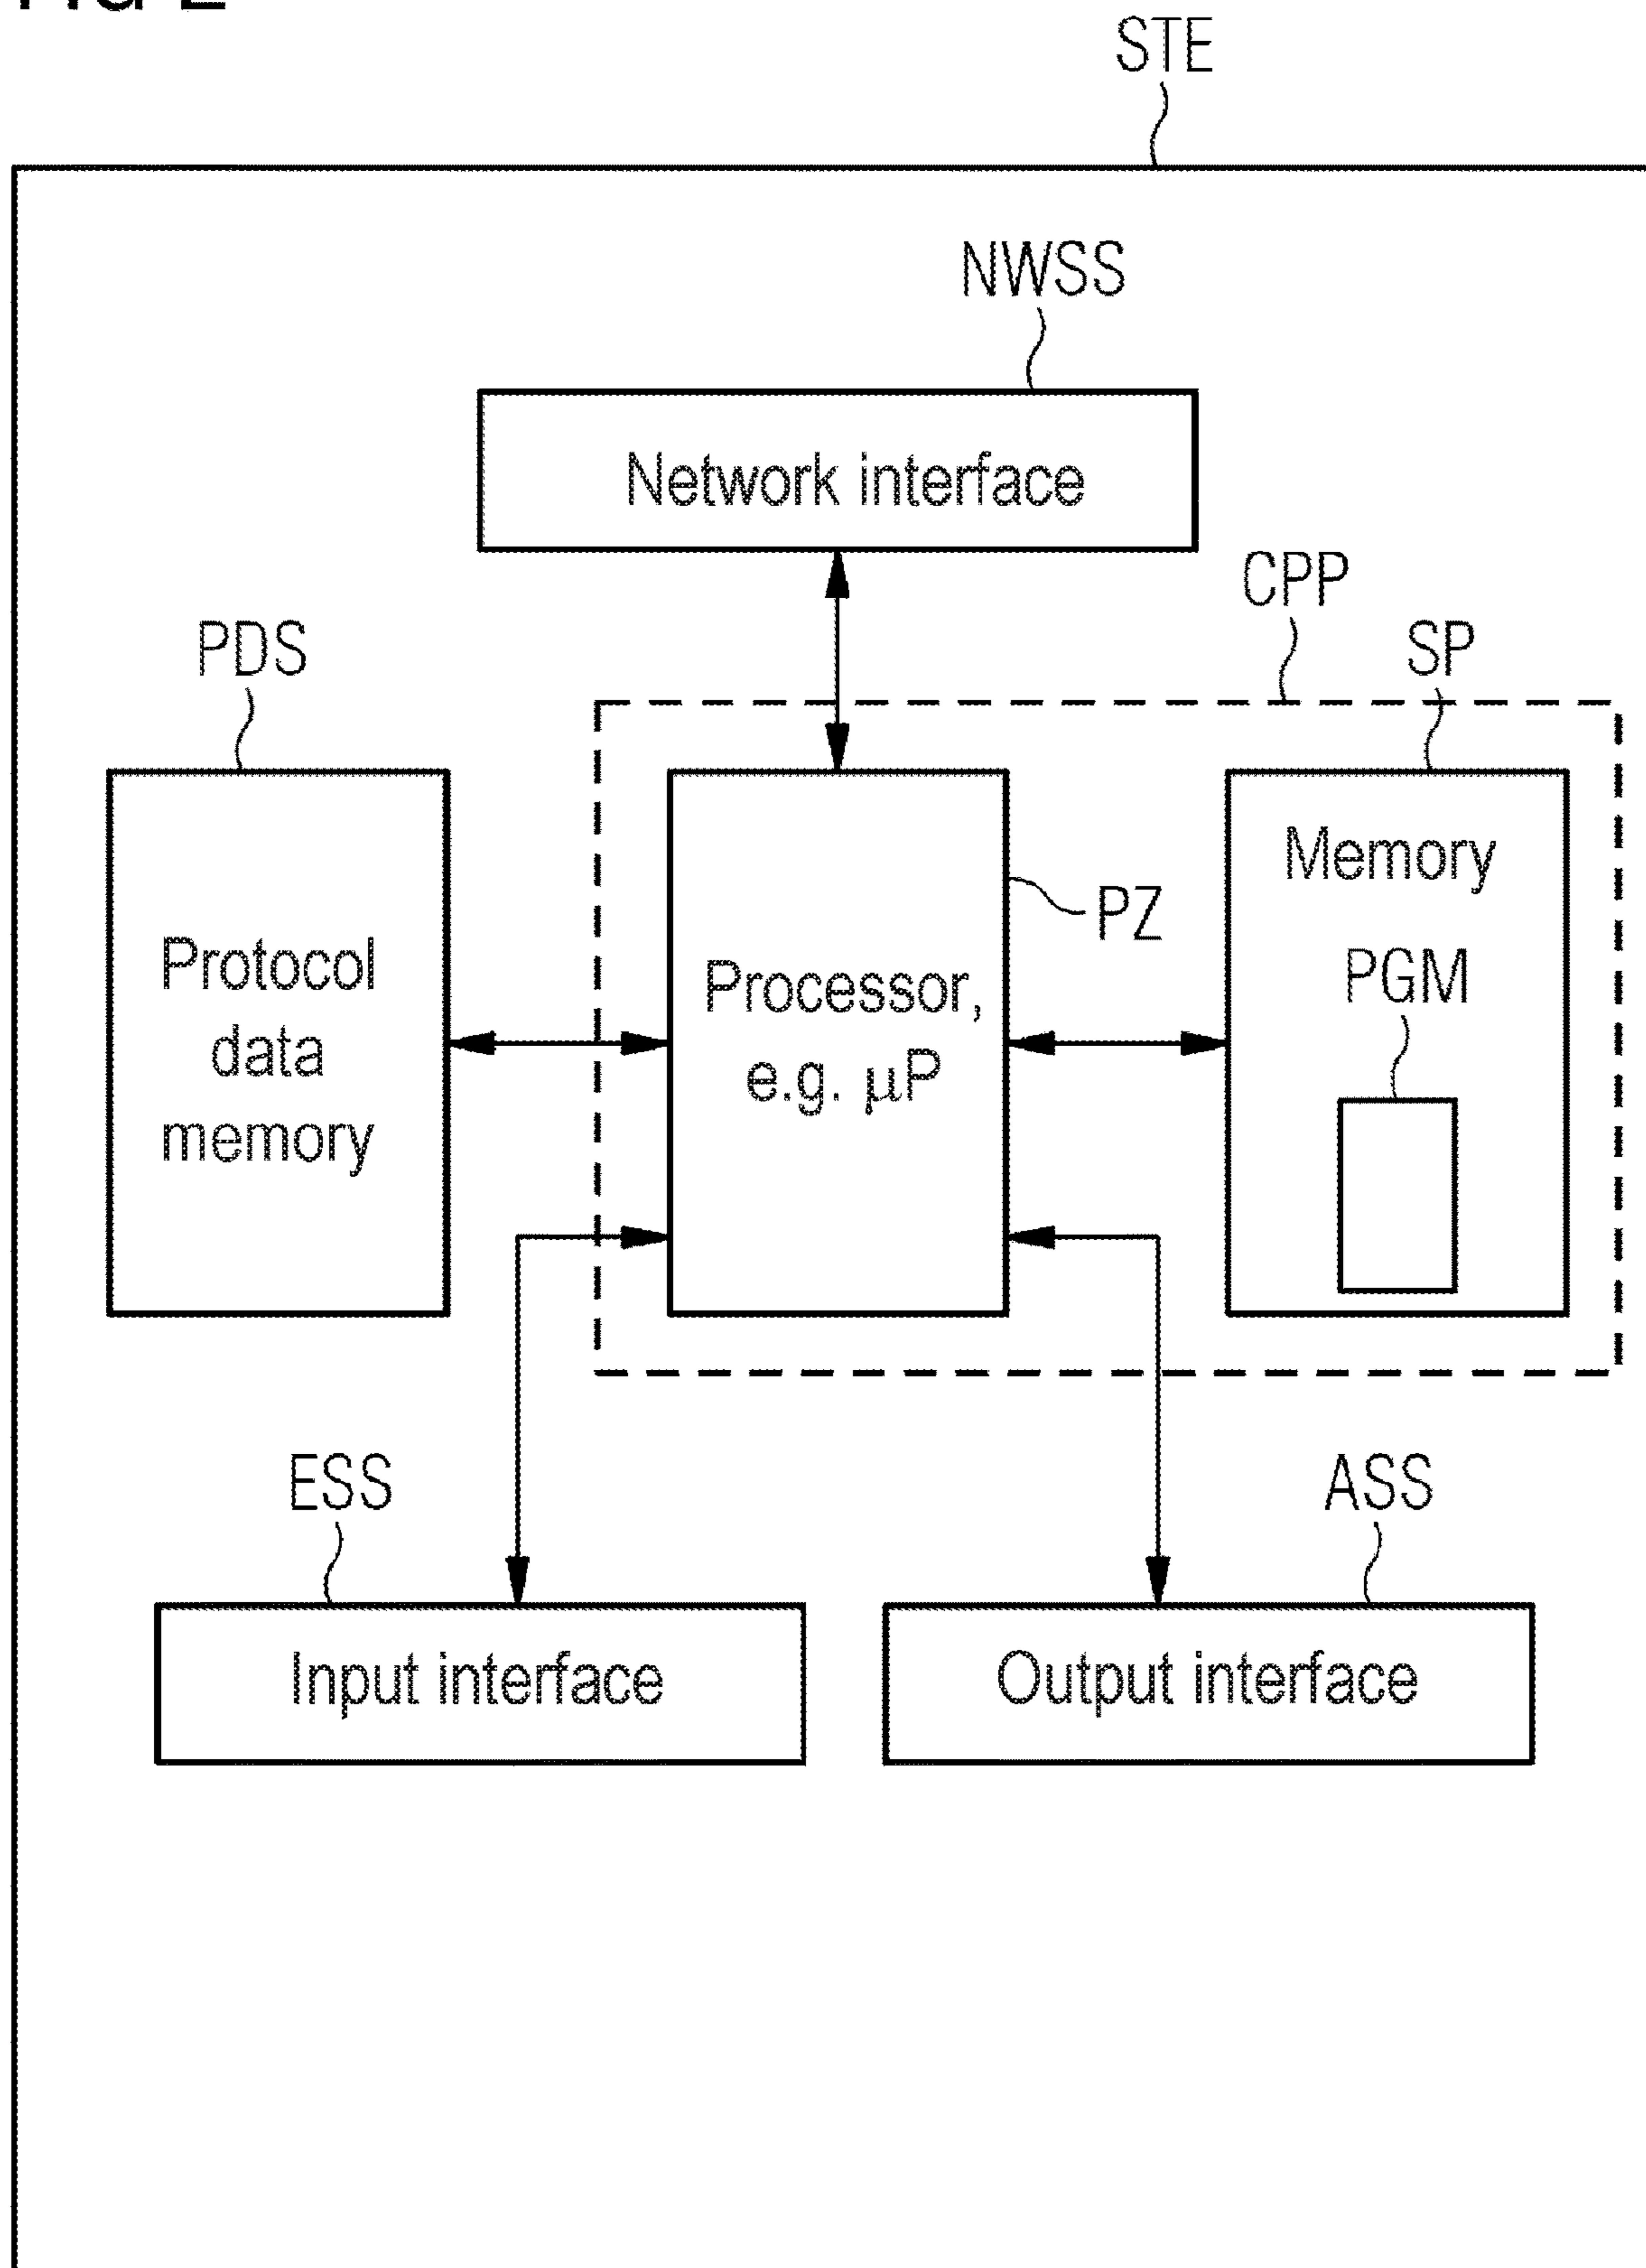 STE
NWSS
Network interface
CPP
PDS
SP
Memory
PZ
Protocol
data
memory
Processor,
e.g. µP
PGM
ESS
ASS
Input interface
Output interface